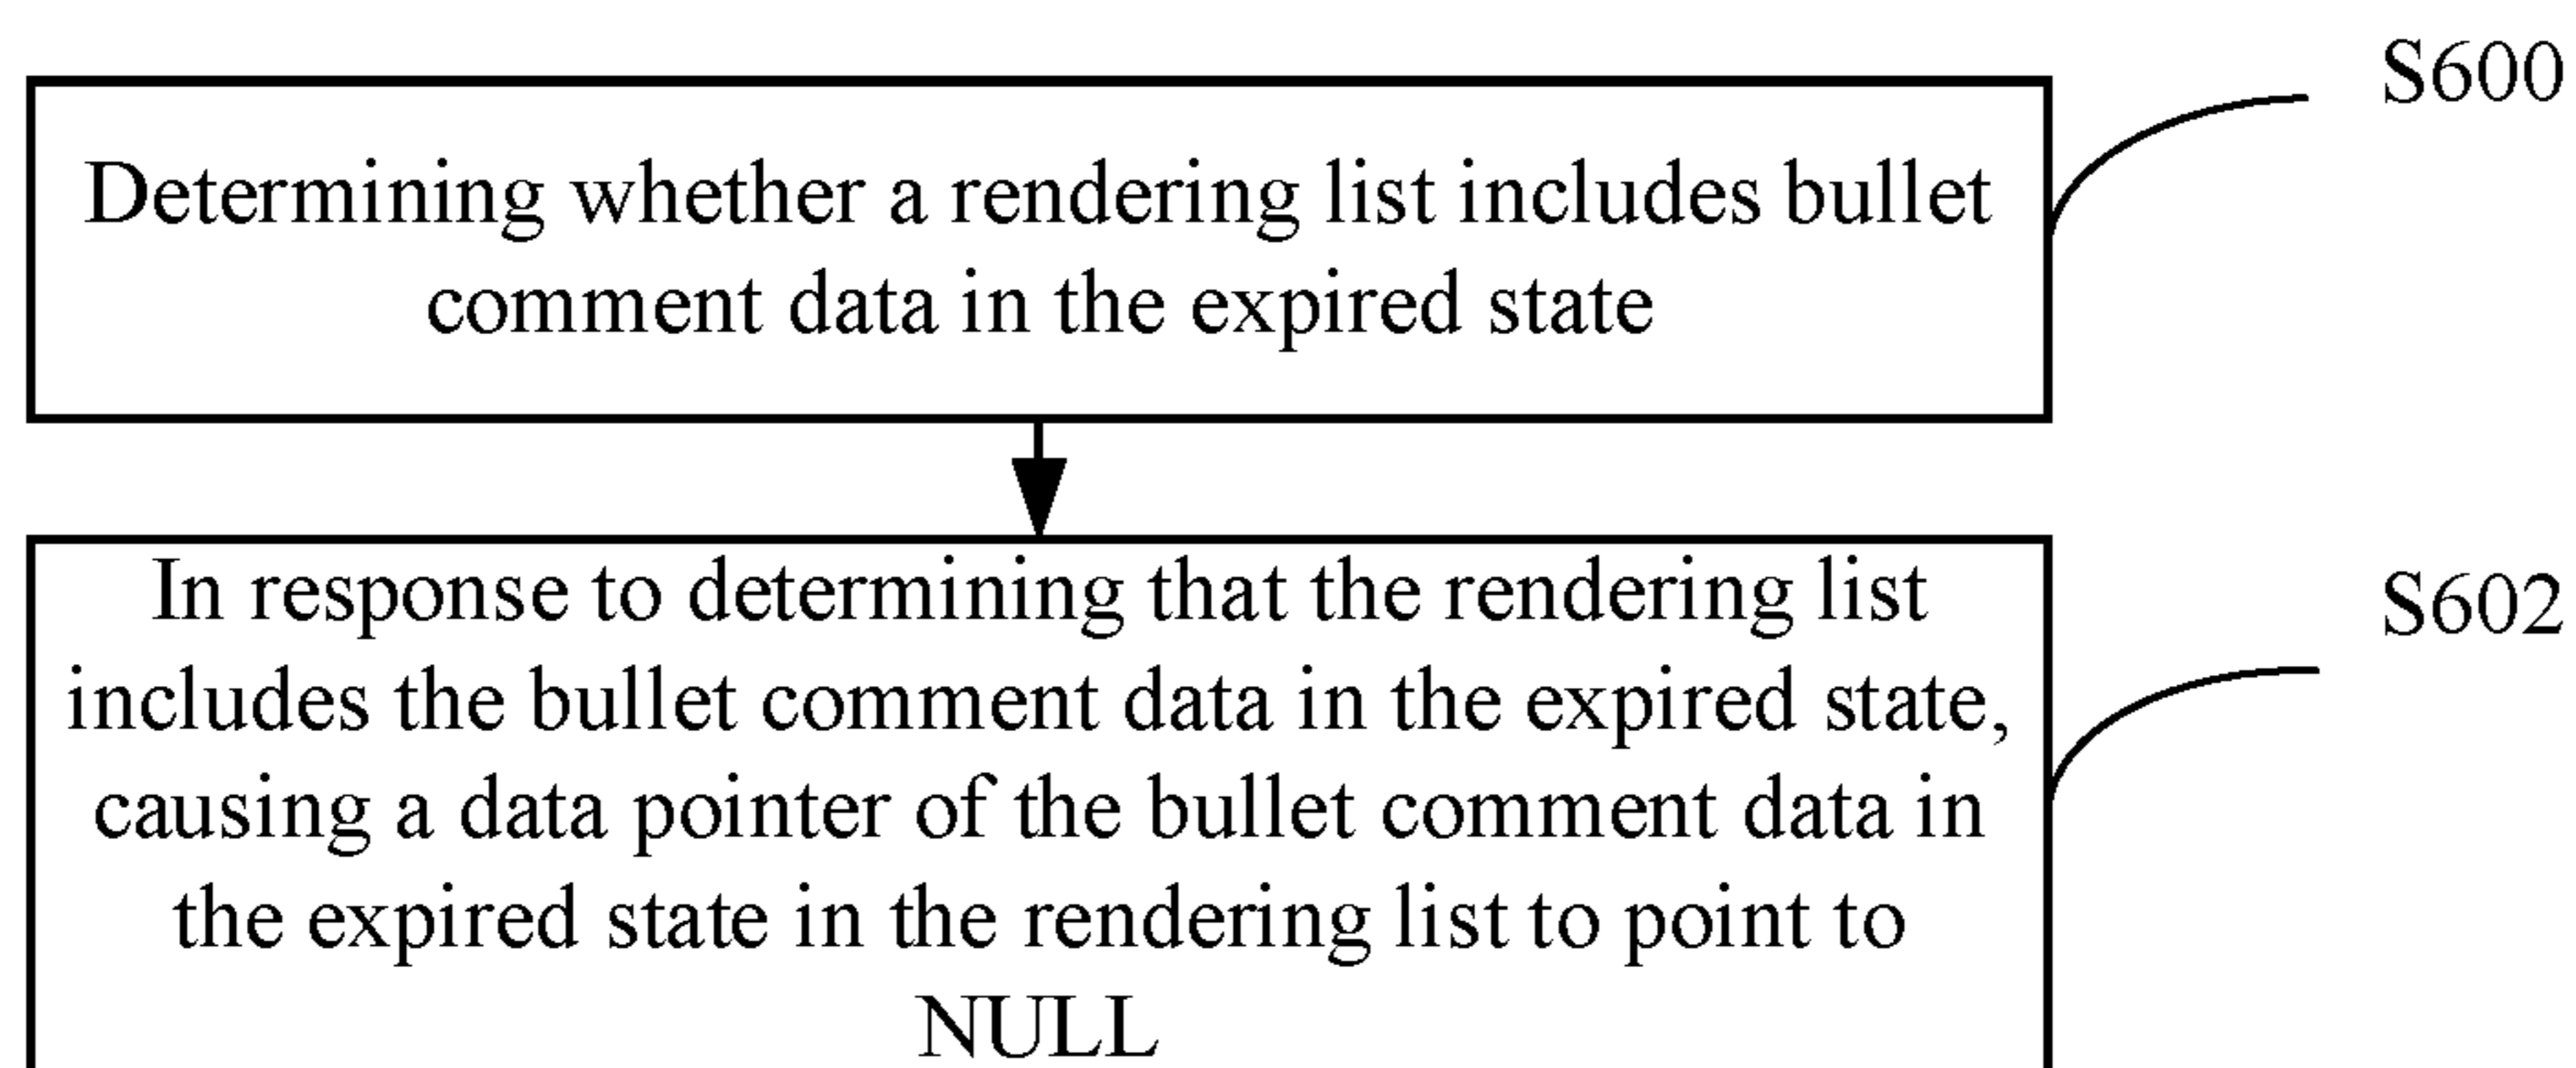 S600
Determining whether a rendering list includes bullet
comment data in the expired state
In response to determining that the rendering list
S602
includes the bullet comment data in the expired state,
causing a data pointer of the bullet comment data in
the expired state in the rendering list to point to
NULL